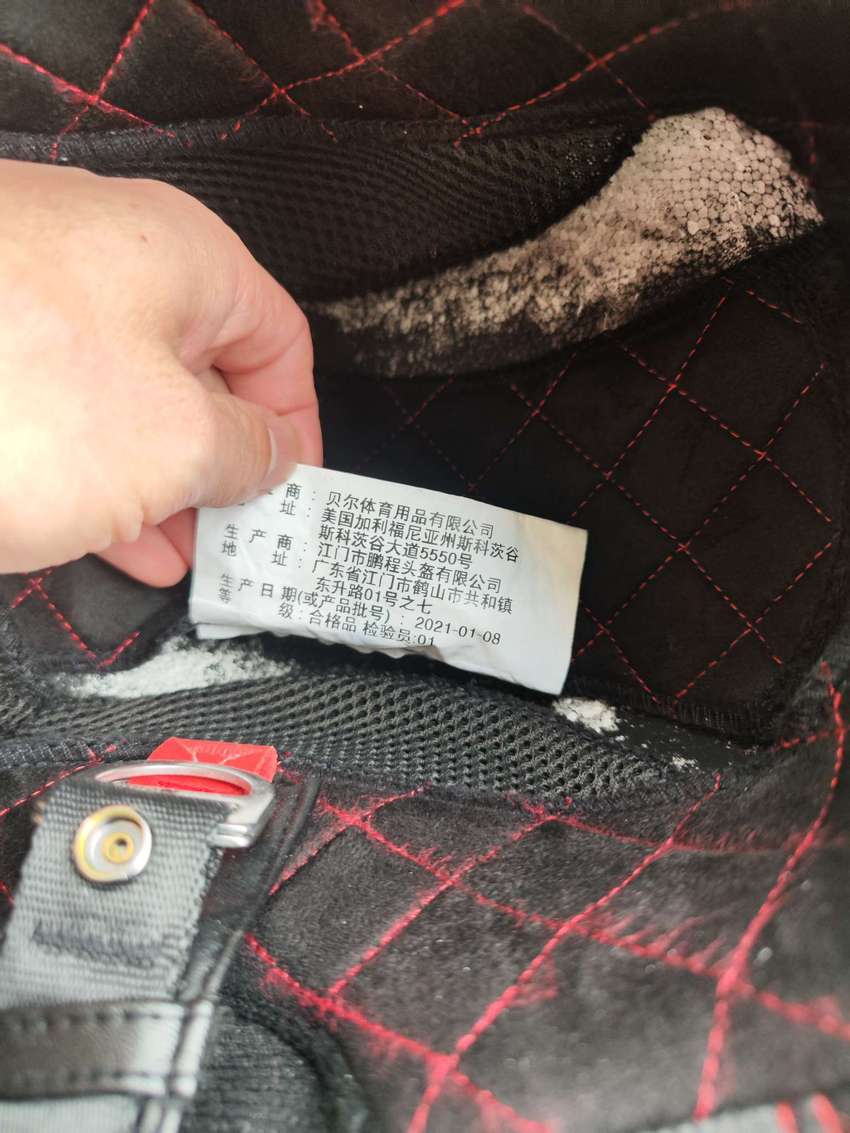 商：贝尔体育用品有限公司
址：美国加利福尼亚州斯科茨谷
斯科茨谷大道5550号
生产商：江门市鹏程头盔有限公司
地址：广东省江门市鹤山市共和镇
东升路01号之七
生产日期(或产品批号)：2021-01-08
等级：合格品 检验员:01